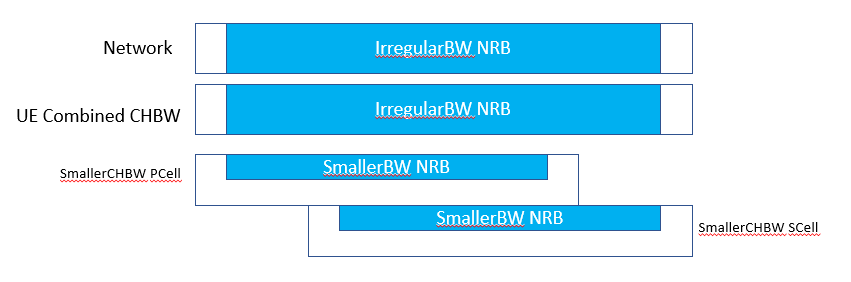 Network
IrregularBW NRB
UE Combined CHBW
IrregularBW NRB
SmallerCHBW PCell
SmallerBW NRB
SmallerBW NRB
SmallerCHBW SCell